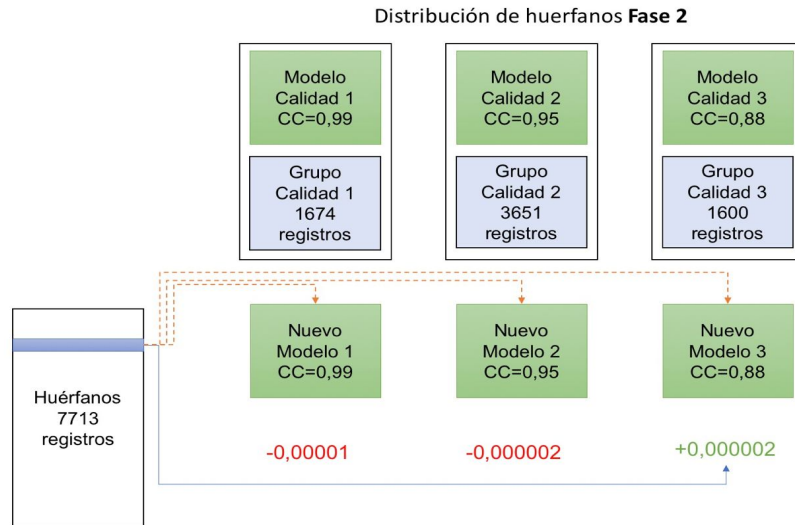 Distribución de huerfanos Fase 2
Modelo
Calidad 1
CC=0,99
Modelo
Calidad 2
CC=0,95
Modelo
Calidad 3
CC=0,88
Grupo
Calidad 1
1674
registros
Grupo
Calidad 2
3651
registros
Grupo
Calidad 3
1600
registros
Nuevo
Modelo 1
CC=0,99
Nuevo
Modelo 2
CC=0,95
Nuevo
Modelo 3
CC=0,88
Huérfanos
7713
registros
-0,00001
-0,000002
+0,000002